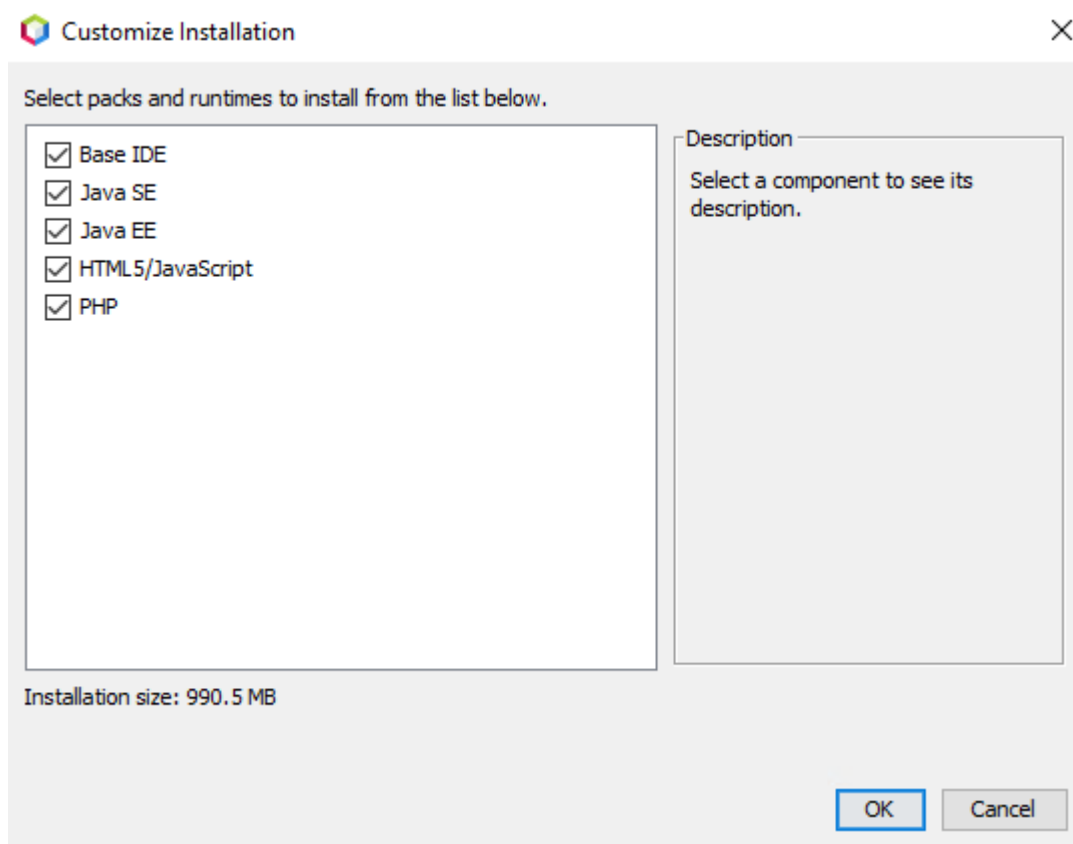 Customize Installation
Select packs and runtimes to install from the list below.
Base IDE
Java SE
Java EE
HTML5/JavaScript
PHP
Description
Select a component to see its
description.
Installation size: 990.5 MB
OK
Cancel